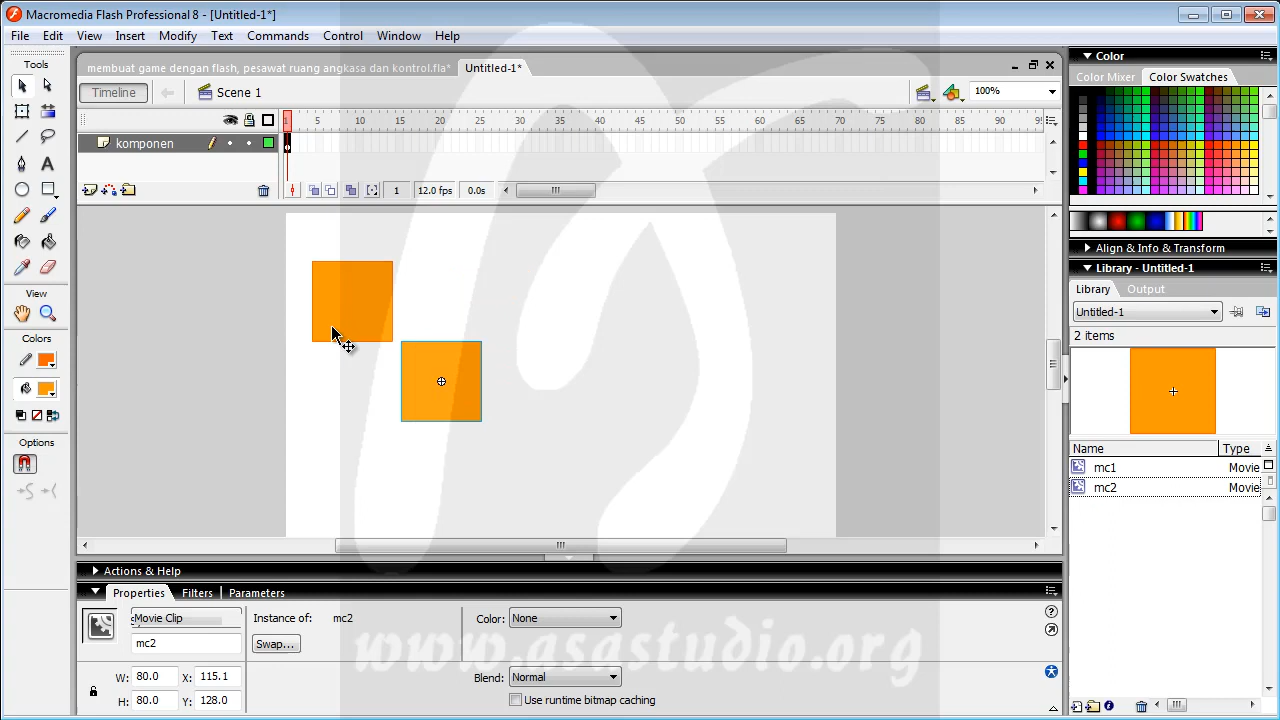 Macromedia Flash Professional 8 - [Untitled-1*]
File Edit View Insert Modify Text Commands Control Window Help
Tools
membuat game dengan flash, pesawat ruang angkasa dan kontrol.fla*
Untitled-1*
Timeline
Scene 1
100%
1 5 10 15 20 25 30 35 40 45 50 55 60 65 70 75 80 85 90 95
komponen
1 12.0 fps 0.0s
View
Colors
Options
Color
Color Mixer Color Swatches
Align & Info & Transform
Library - Untitled-1
Library Output
Untitled-1
2 items
Name Type
mc1 Movie
mc2 Movie
Actions & Help
Properties Filters Parameters
Movie Clip
Instance of: mc2
Color: None
mc2
Swap...
www.asastudio.org
W: 80.0 X: 115.1
Blend: Normal
H: 80.0 Y: 128.0
Use runtime bitmap caching